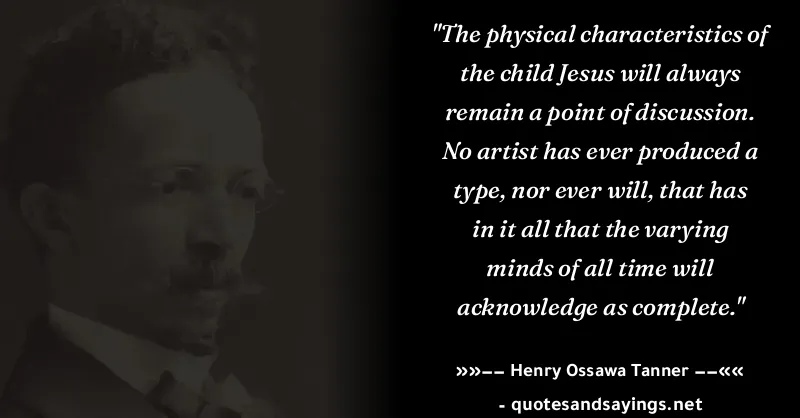 "The physical characteristics of
the child Jesus will always
remain a point of discussion.
No artist has ever produced a
type, nor ever will, that has
in it all that the varying
minds of all time will
acknowledge as complete."
»»–– Henry Ossawa Tanner ––««
- quotesandsayings.net